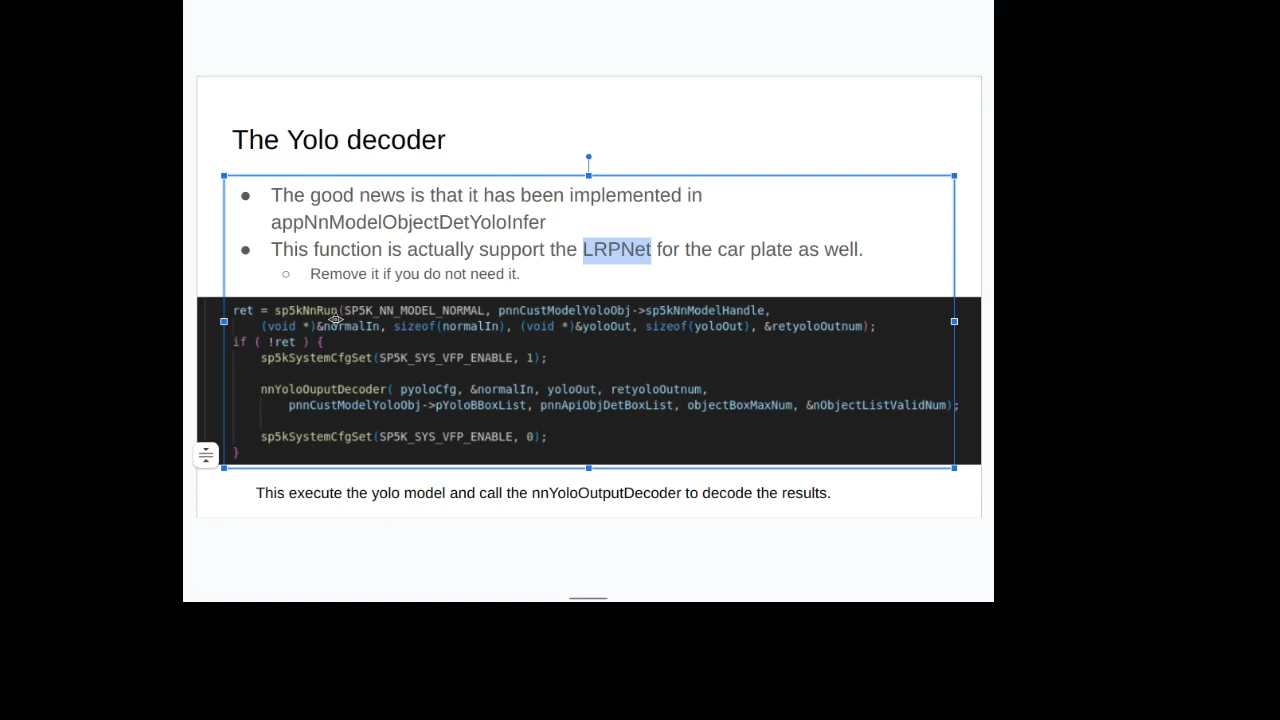 The Yolo decoder
● The good news is that it has been implemented in
appNnModelObjectDetYoloInfer
● This function is actually support the LRPNet for the car plate as well.
○ Remove it if you do not need it.
ret = sp5kNnRun(SP5K_NN_MODEL_NORMAL, pnnCustModelYoloObj->sp5kNnModelHandle,
(void *)&normalIn, sizeof(normalIn), (void *)&yoloOut, sizeof(yoloOut), &retyoloOutnum);
if ( !ret ) {
sp5kSystemCfgSet(SP5K_SYS_VFP_ENABLE, 1);
nnYoloOuputDecoder( pyoloCfg, &normalIn, yoloOut, retyoloOutnum,
pnnCustModelYoloObj->pYoloBBoxList, pnnApiObjDetBoxList, objectBoxMaxNum, &nObjectListValidNum);
sp5kSystemCfgSet(SP5K_SYS_VFP_ENABLE, 0);
}
This execute the yolo model and call the nnYoloOutputDecoder to decode the results.